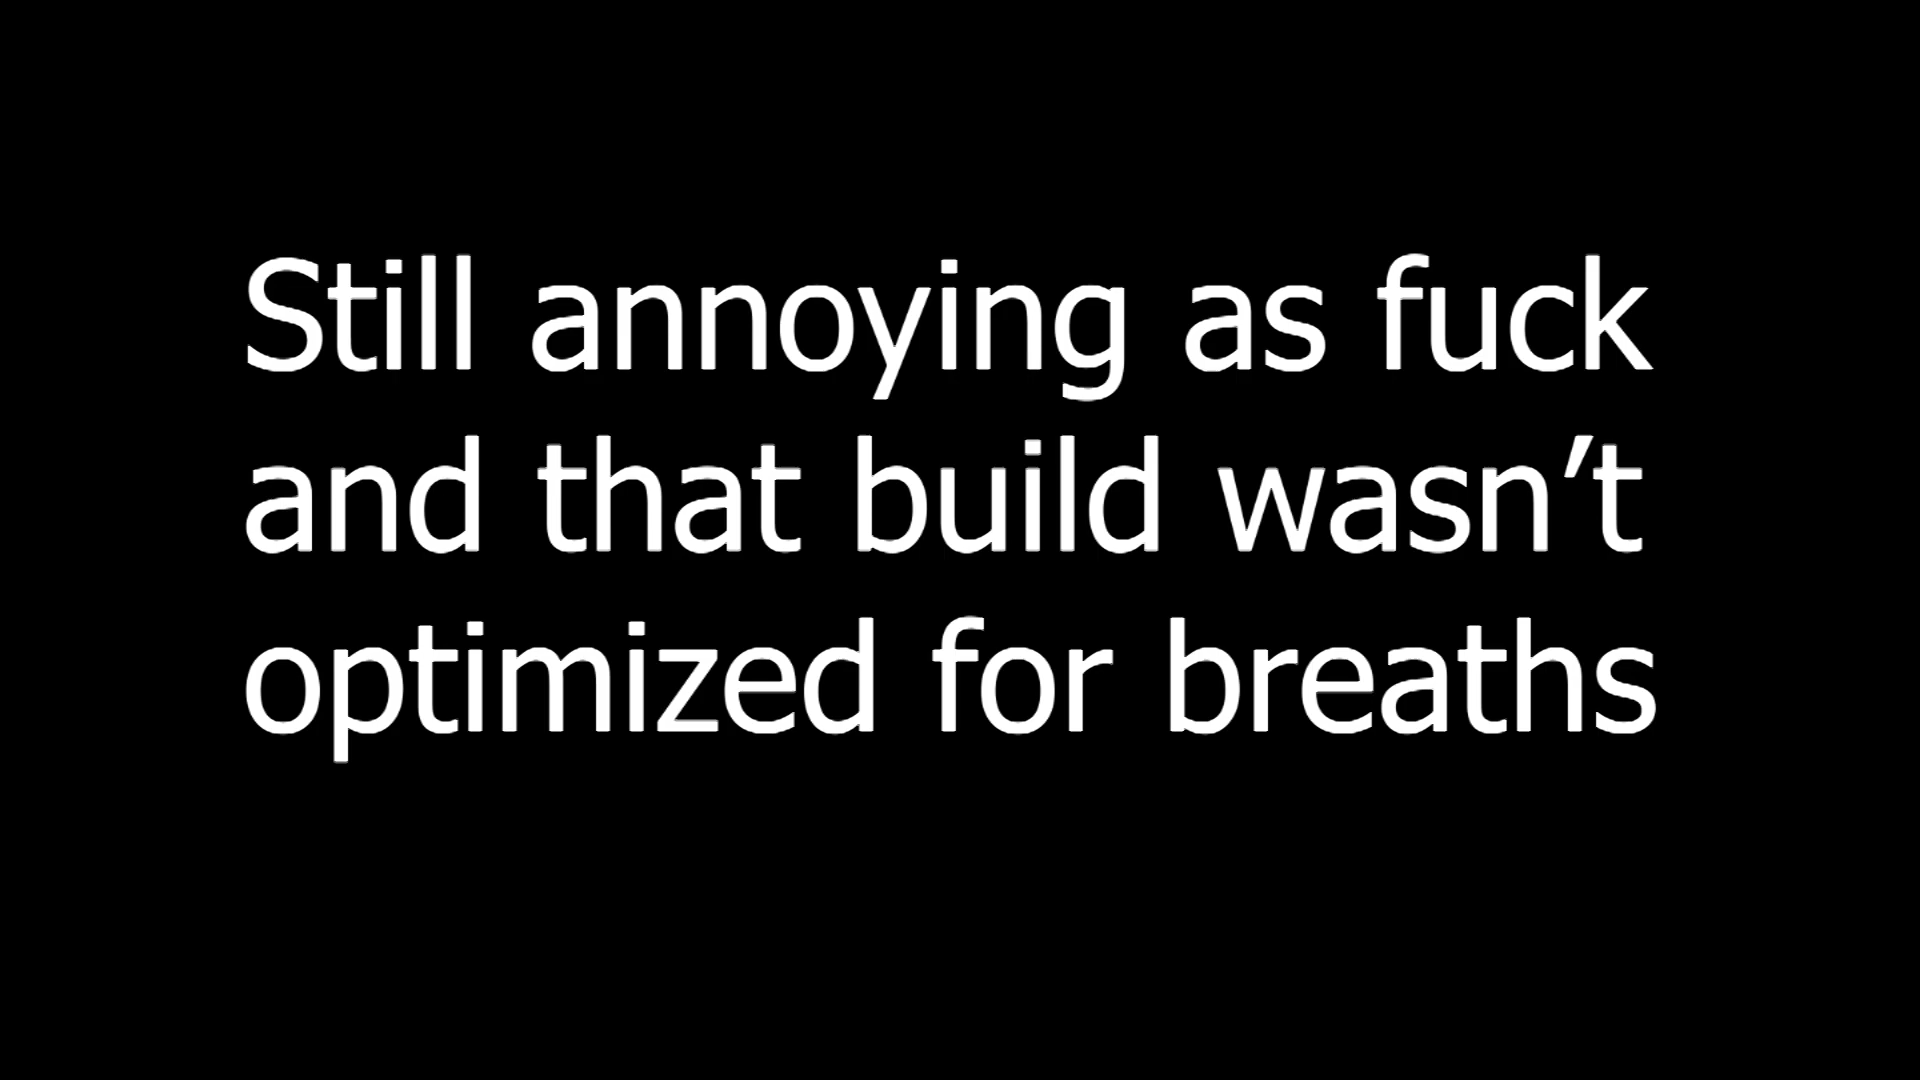 Still annoying as fuck
and that build wasn’t
optimized for breaths